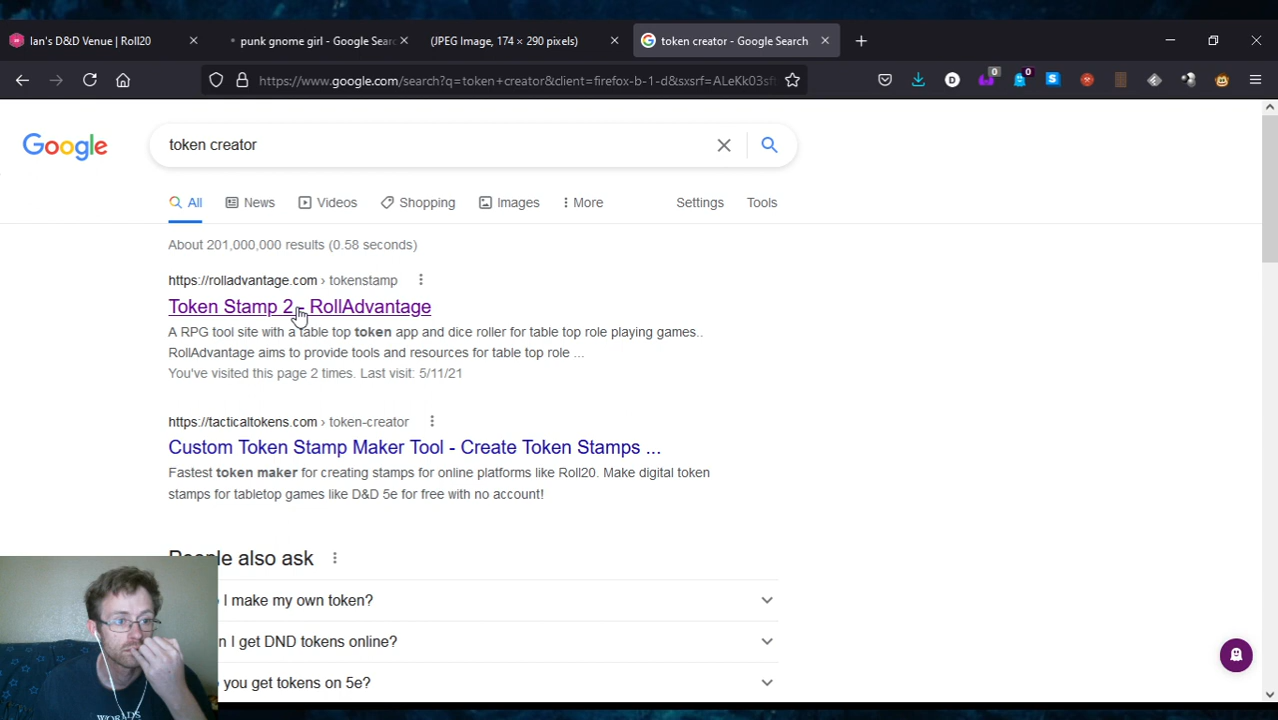 Ian's D&D Venue | Roll20
punk gnome girl - Google Searc
(JPEG Image, 174 × 290 pixels)
token creator - Google Search
https://www.google.com/search?q=token+creator&client=firefox-b-1-d&sxsrf=ALeKk03sf
0
0
Google
token creator
All
News
Videos
Shopping
Images
More
Settings
Tools
About 201,000,000 results (0.58 seconds)
https://rolladvantage.com › tokenstamp
Token Stamp 2 - RollAdvantage
A RPG tool site with a table top token app and dice roller for table top role playing games..
RollAdvantage aims to provide tools and resources for table top role ...
You've visited this page 2 times. Last visit: 5/11/21
https://tacticaltokens.com › token-creator
Custom Token Stamp Maker Tool - Create Token Stamps ...
Fastest token maker for creating stamps for online platforms like Roll20. Make digital token
stamps for tabletop games like D&D 5e for free with no account!
People also ask
I make my own token?
n I get DND tokens online?
you get tokens on 5e?
WORLD'S